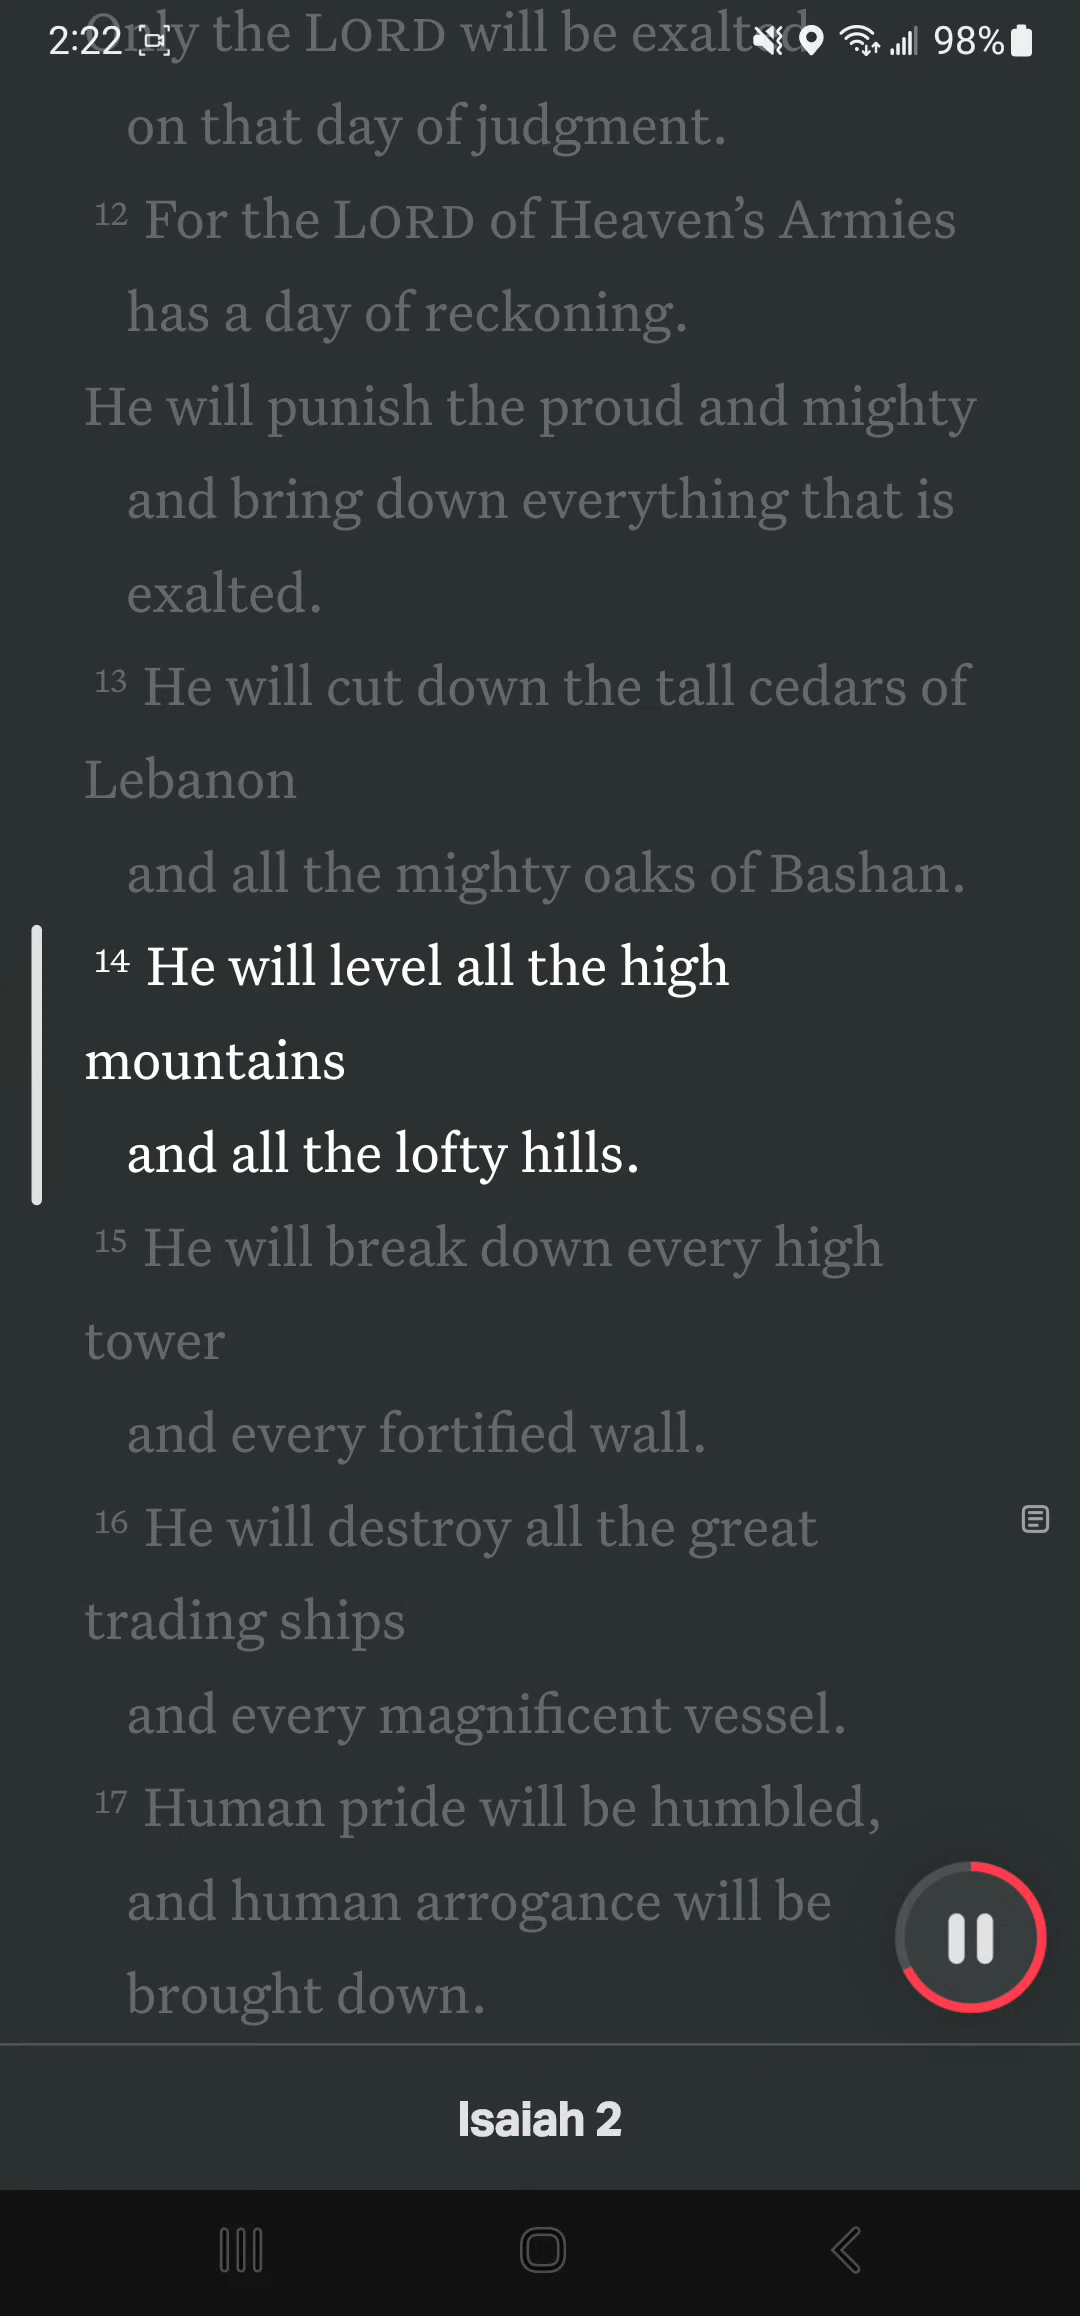 Only the LORD will be exalted
2:22 98%
on that day of judgment.
12 For the LORD of Heaven’s Armies
has a day of reckoning.
He will punish the proud and mighty
and bring down everything that is
exalted.
13 He will cut down the tall cedars of
Lebanon
and all the mighty oaks of Bashan.
14 He will level all the high
mountains
and all the lofty hills.
15 He will break down every high
tower
and every fortified wall.
16 He will destroy all the great
trading ships
and every magnificent vessel.
17 Human pride will be humbled,
and human arrogance will be
brought down.
Isaiah 2